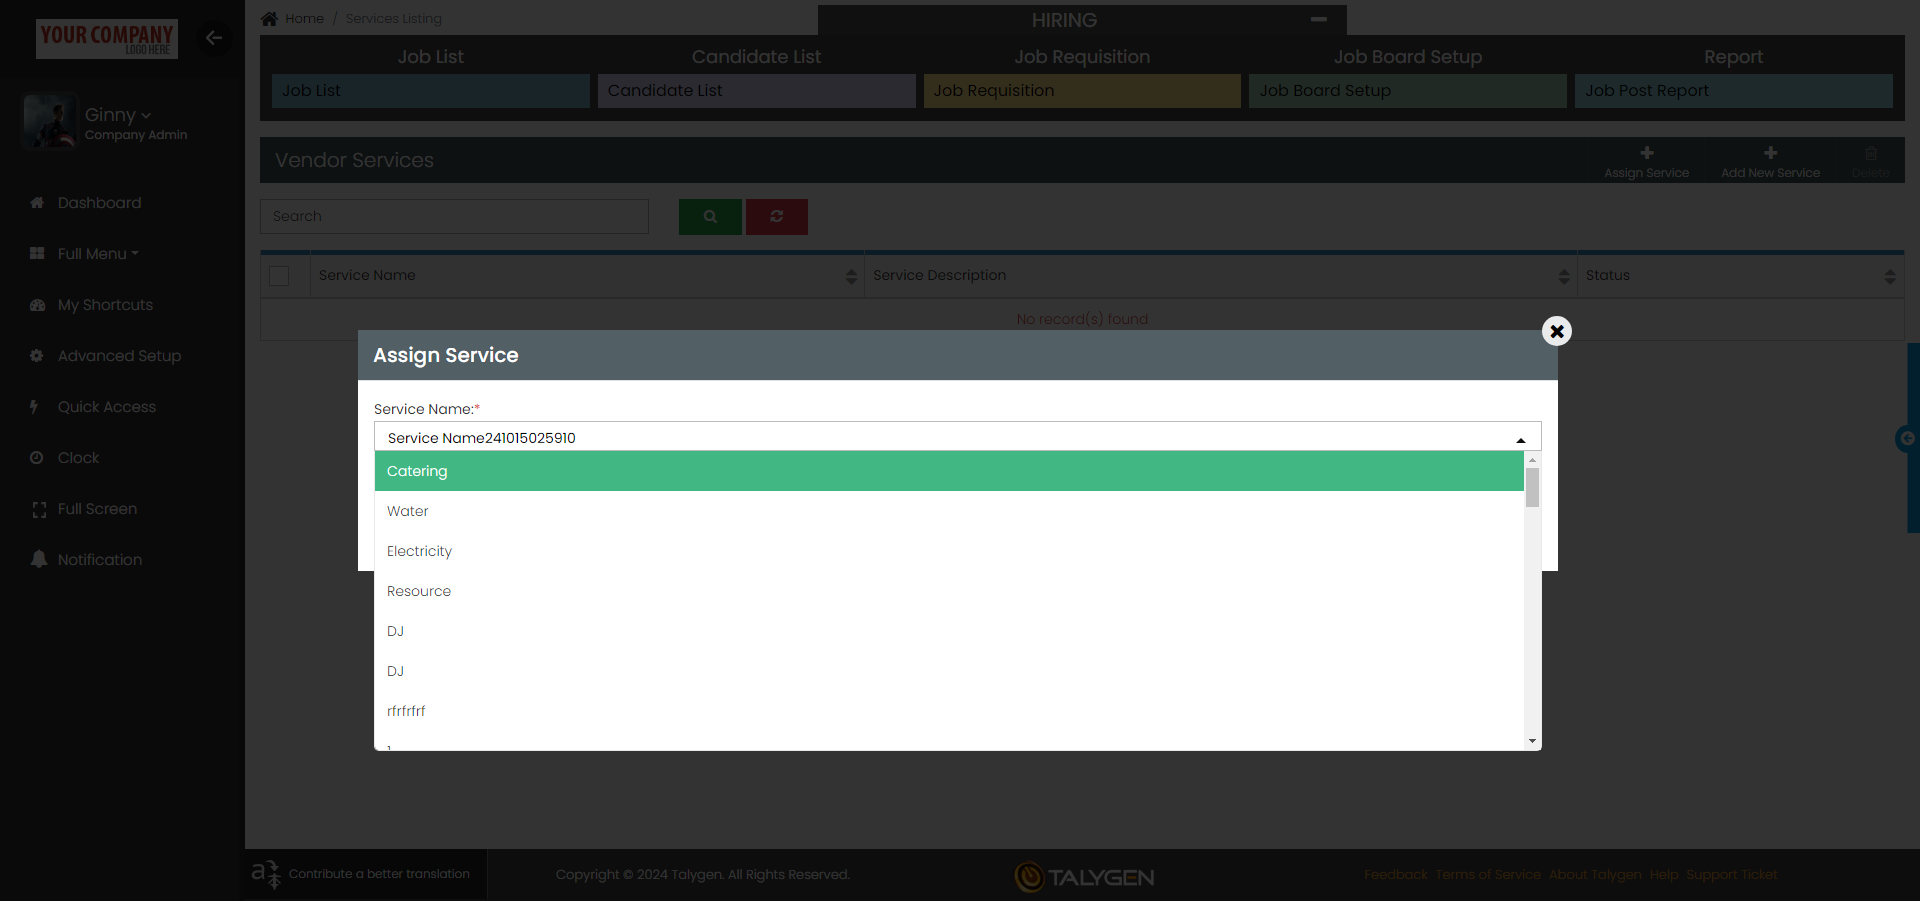 YOUR COMPANY
LOGO HERE
Ginny
Company Admin
Dashboard
Full Menu
My Shortcuts
Advanced Setup
Quick Access
Clock
Full Screen
Notification
Home / Services Listing
HIRING
Job List
Candidate List
Job Requisition
Job Board Setup
Report
Job List
Candidate List
Job Requisition
Job Board Setup
Job Post Report
Vendor Services
Assign Service
Add New Service
Delete
Search
Service Name
Service Description
Status
No record(s) found
Assign Service
Service Name:*
Service Name241015025910
Catering
Water
Electricity
Resource
DJ
DJ
rfrfrfrf
Contribute a better translation
Copyright © 2024 Talygen. All Rights Reserved.
TALYGEN
Feedback Terms of Service About Talygen Help Support Ticket